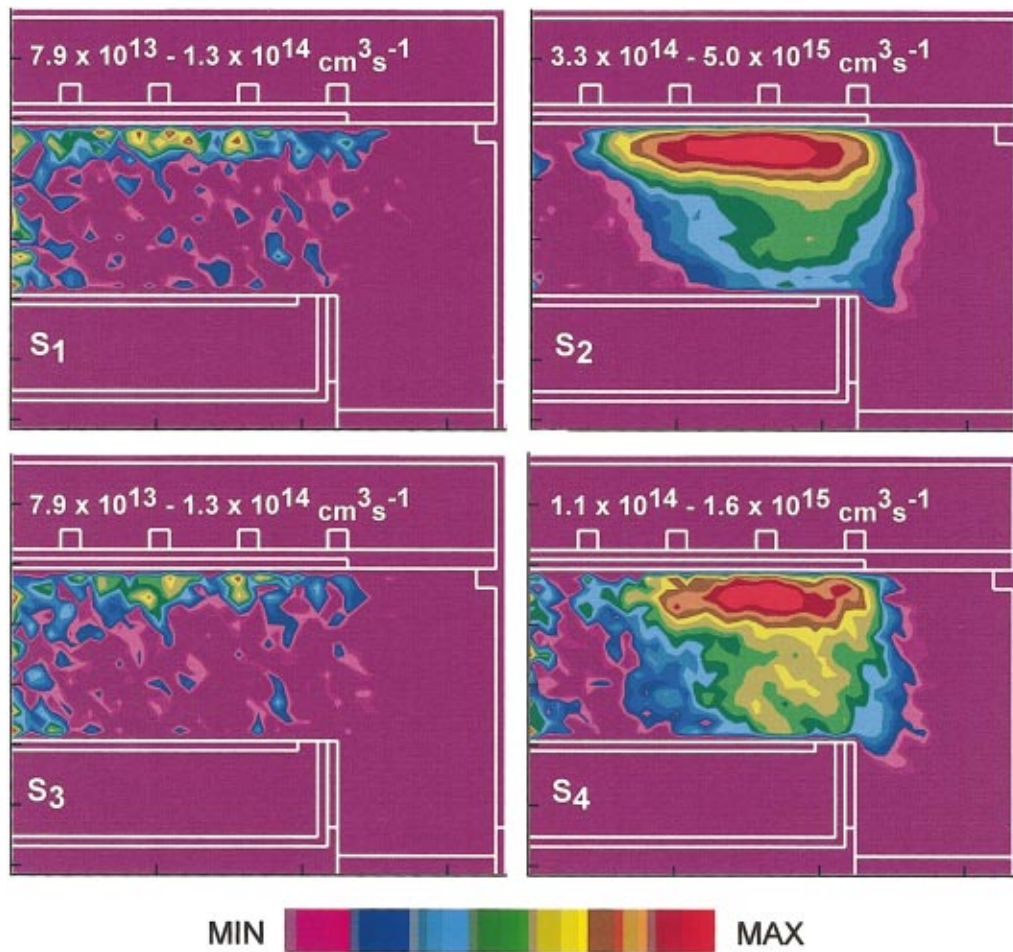 7.9 x 10¹³ - 1.3 x 10¹⁴ cm³s⁻¹
S₁
3.3 x 10¹⁴ - 5.0 x 10¹⁵ cm³s⁻¹
S₂
7.9 x 10¹³ - 1.3 x 10¹⁴ cm³s⁻¹
S₃
1.1 x 10¹⁴ - 1.6 x 10¹⁵ cm³s⁻¹
S₄
MIN MAX